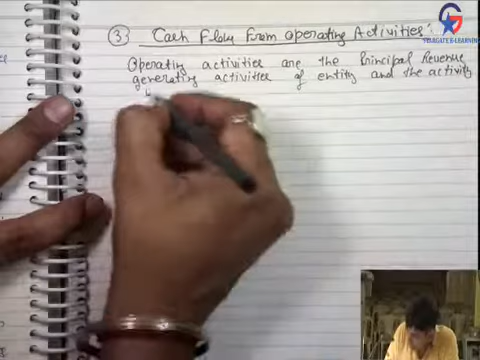 ③ Cash Flow From operating Activities:
Operating activities are the Principal Revenue
generating activities of entity and the activity